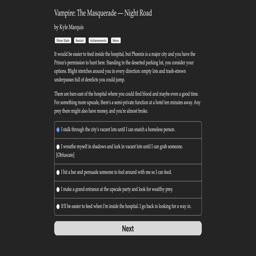 Vampire: The Masquerade — Night Road
by Kyle Marquis
Show Stats
Restart
Achievements
Menu
It would be easier to feed inside the hospital, but Phoenix is a major city and you have the
Prince's permission to hunt here. Standing in the deserted parking lot, you consider your
options. Blight stretches around you in every direction: empty lots and trash-strewn
underpasses full of derelicts you could jump.
There are bars east of the hospital where you could find blood and maybe even a good time.
For something more upscale, there's a semi-private function at a hotel ten minutes away. Any
prey there might also have money, and you're almost broke.
I stalk through the city's vacant lots until I can snatch a homeless person.
I wreathe myself in shadows and lurk in vacant lots until I can grab someone.
[Obfuscate]
I hit a bar and persuade someone to fool around with me so I can feed.
I make a grand entrance at the upscale party and look for wealthy prey.
It'll be easier to feed when I'm inside the hospital. I go back to looking for a way in.
Next